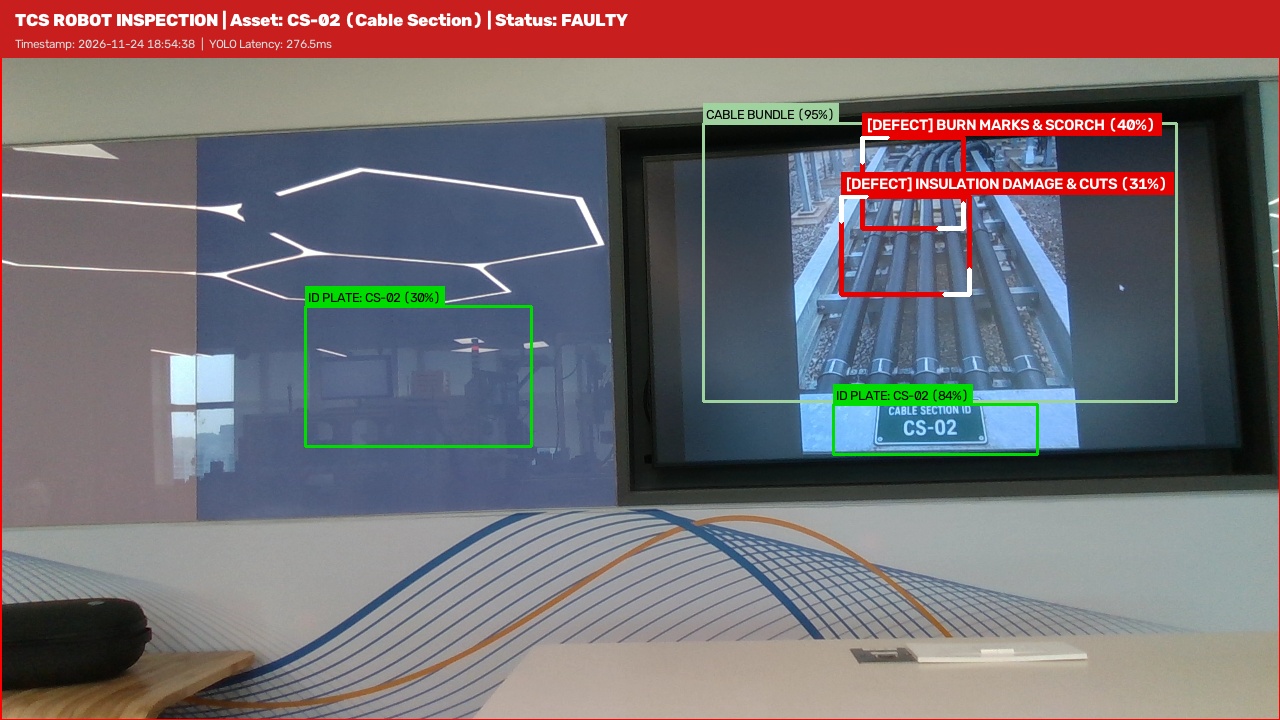 TCS ROBOT INSPECTION | Asset: CS-02 (Cable Section) | Status: FAULTY
Timestamp: 2026-11-24 18:54:38 | YOLO Latency: 276.5ms
CABLE BUNDLE (95%)
[DEFECT] BURN MARKS & SCORCH (40%)
[DEFECT] INSULATION DAMAGE & CUTS (31%)
ID PLATE: CS-02 (30%)
ID PLATE: CS-02 (84%)
CABLE SECTION ID
CS-02